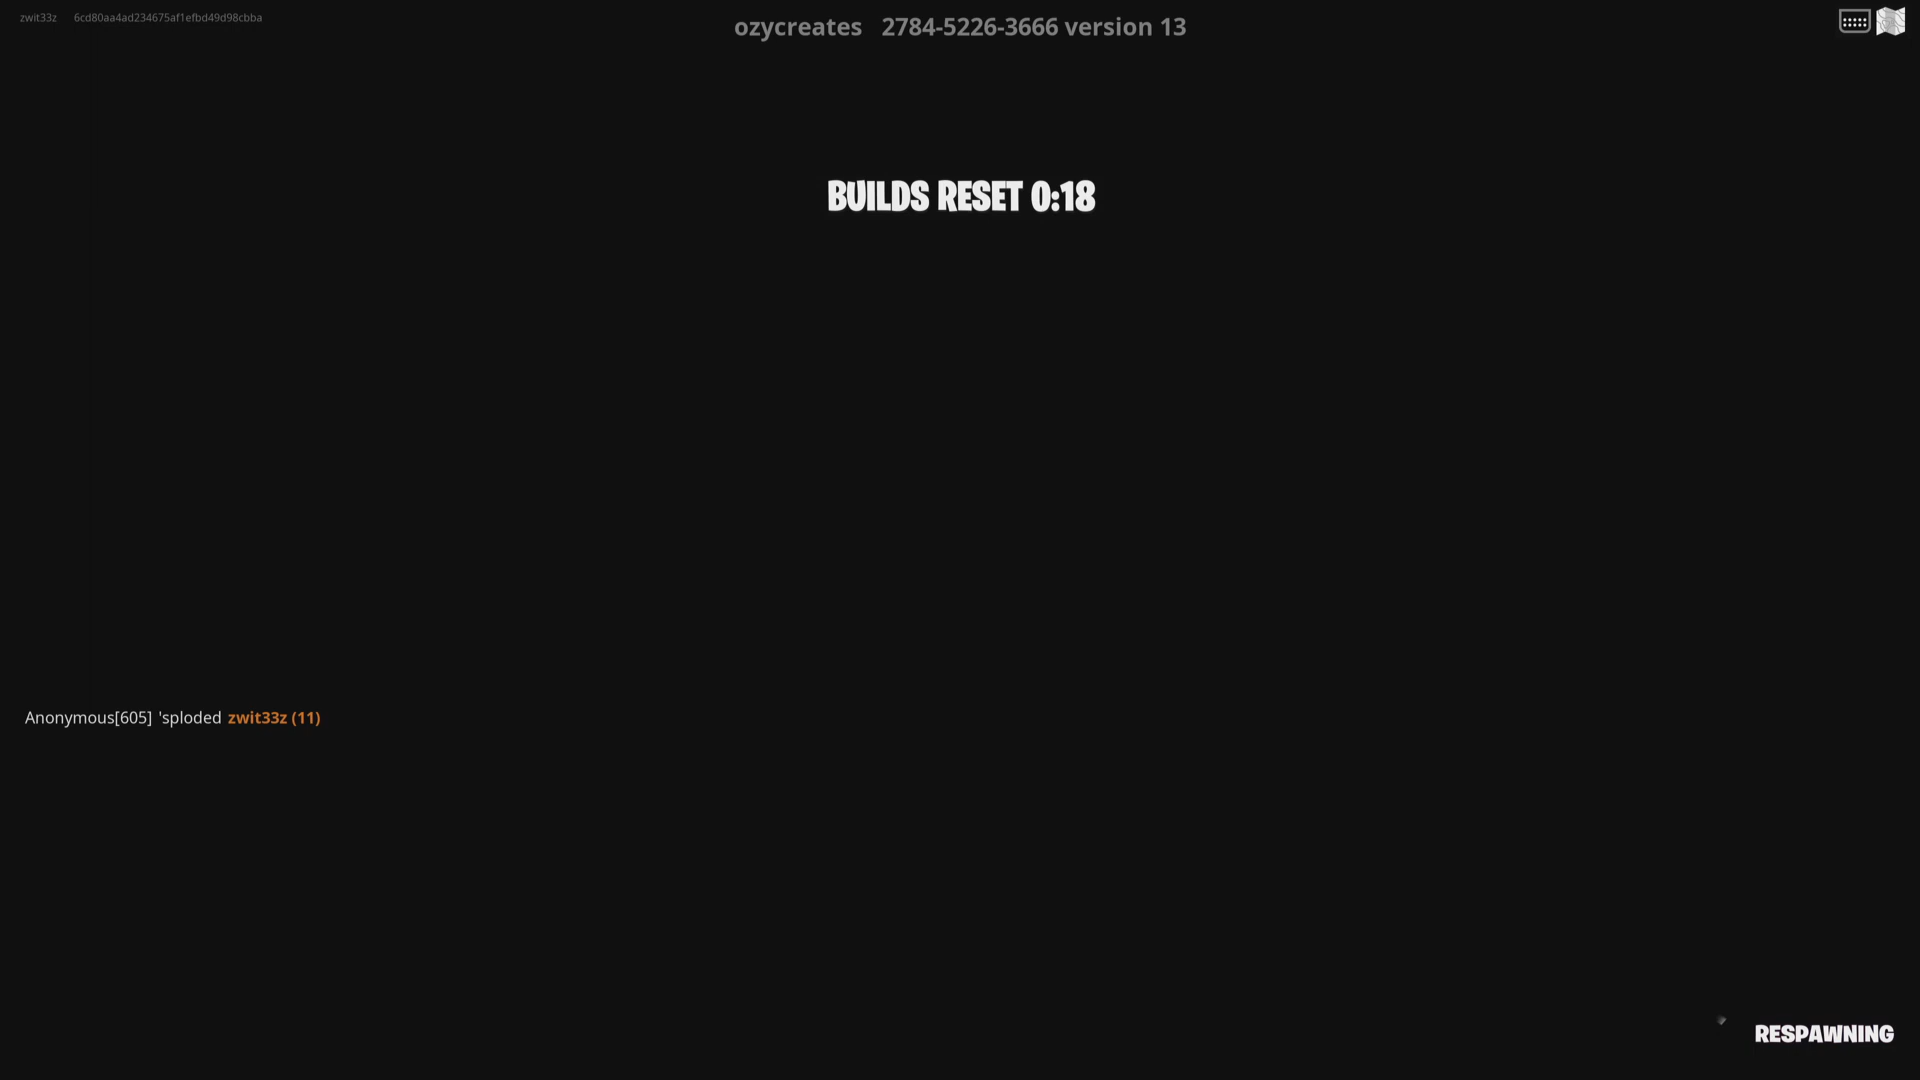 zwit33z 6cd80aa4ad234675af1efbd49d98cbba
ozycreates 2784-5226-3666 version 13
BUILDS RESET 0:18
Anonymous[605] 'sploded zwit33z (11)
RESPAWNING